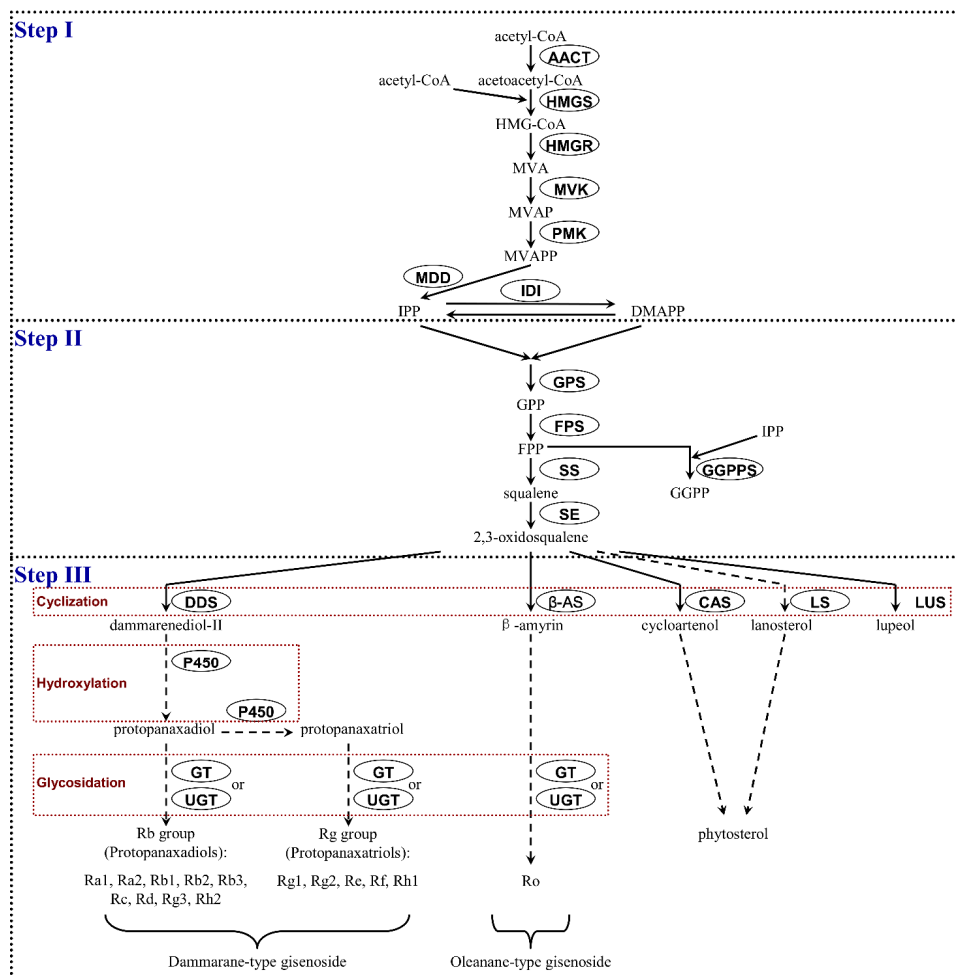 Step I
acetyl-CoA
AACT
acetyl-CoA
acetoacetyl-CoA
HMGS
HMG-CoA
HMGR
MVA
MVK
MVAP
PMK
MVAPP
MDD
IDI
IPP
DMAPP
Step II
GPS
GPP
FPS
IPP
FPP
SS
GGPPS
squalene
GGPP
SE
2,3-oxidosqualene
Step III
Cyclization
DDS
β-AS
CAS
LS
LUS
dammarenediol-II
β -amyrin
cycloartenol
lanosterol
lupeol
P450
Hydroxylation
P450
protopanaxadiol
protopanaxatriol
Glycosidation
GT
or
UGT
GT
or
UGT
GT
or
UGT
Rb group
(Protopanaxadiols):
Rg group
(Protopanaxatriols):
phytosterol
Ra1, Ra2, Rb1, Rb2, Rb3,
Rc, Rd, Rg3, Rh2
Rg1, Rg2, Re, Rf, Rh1
Ro
Dammarane-type gisenoside
Oleanane-type gisenoside